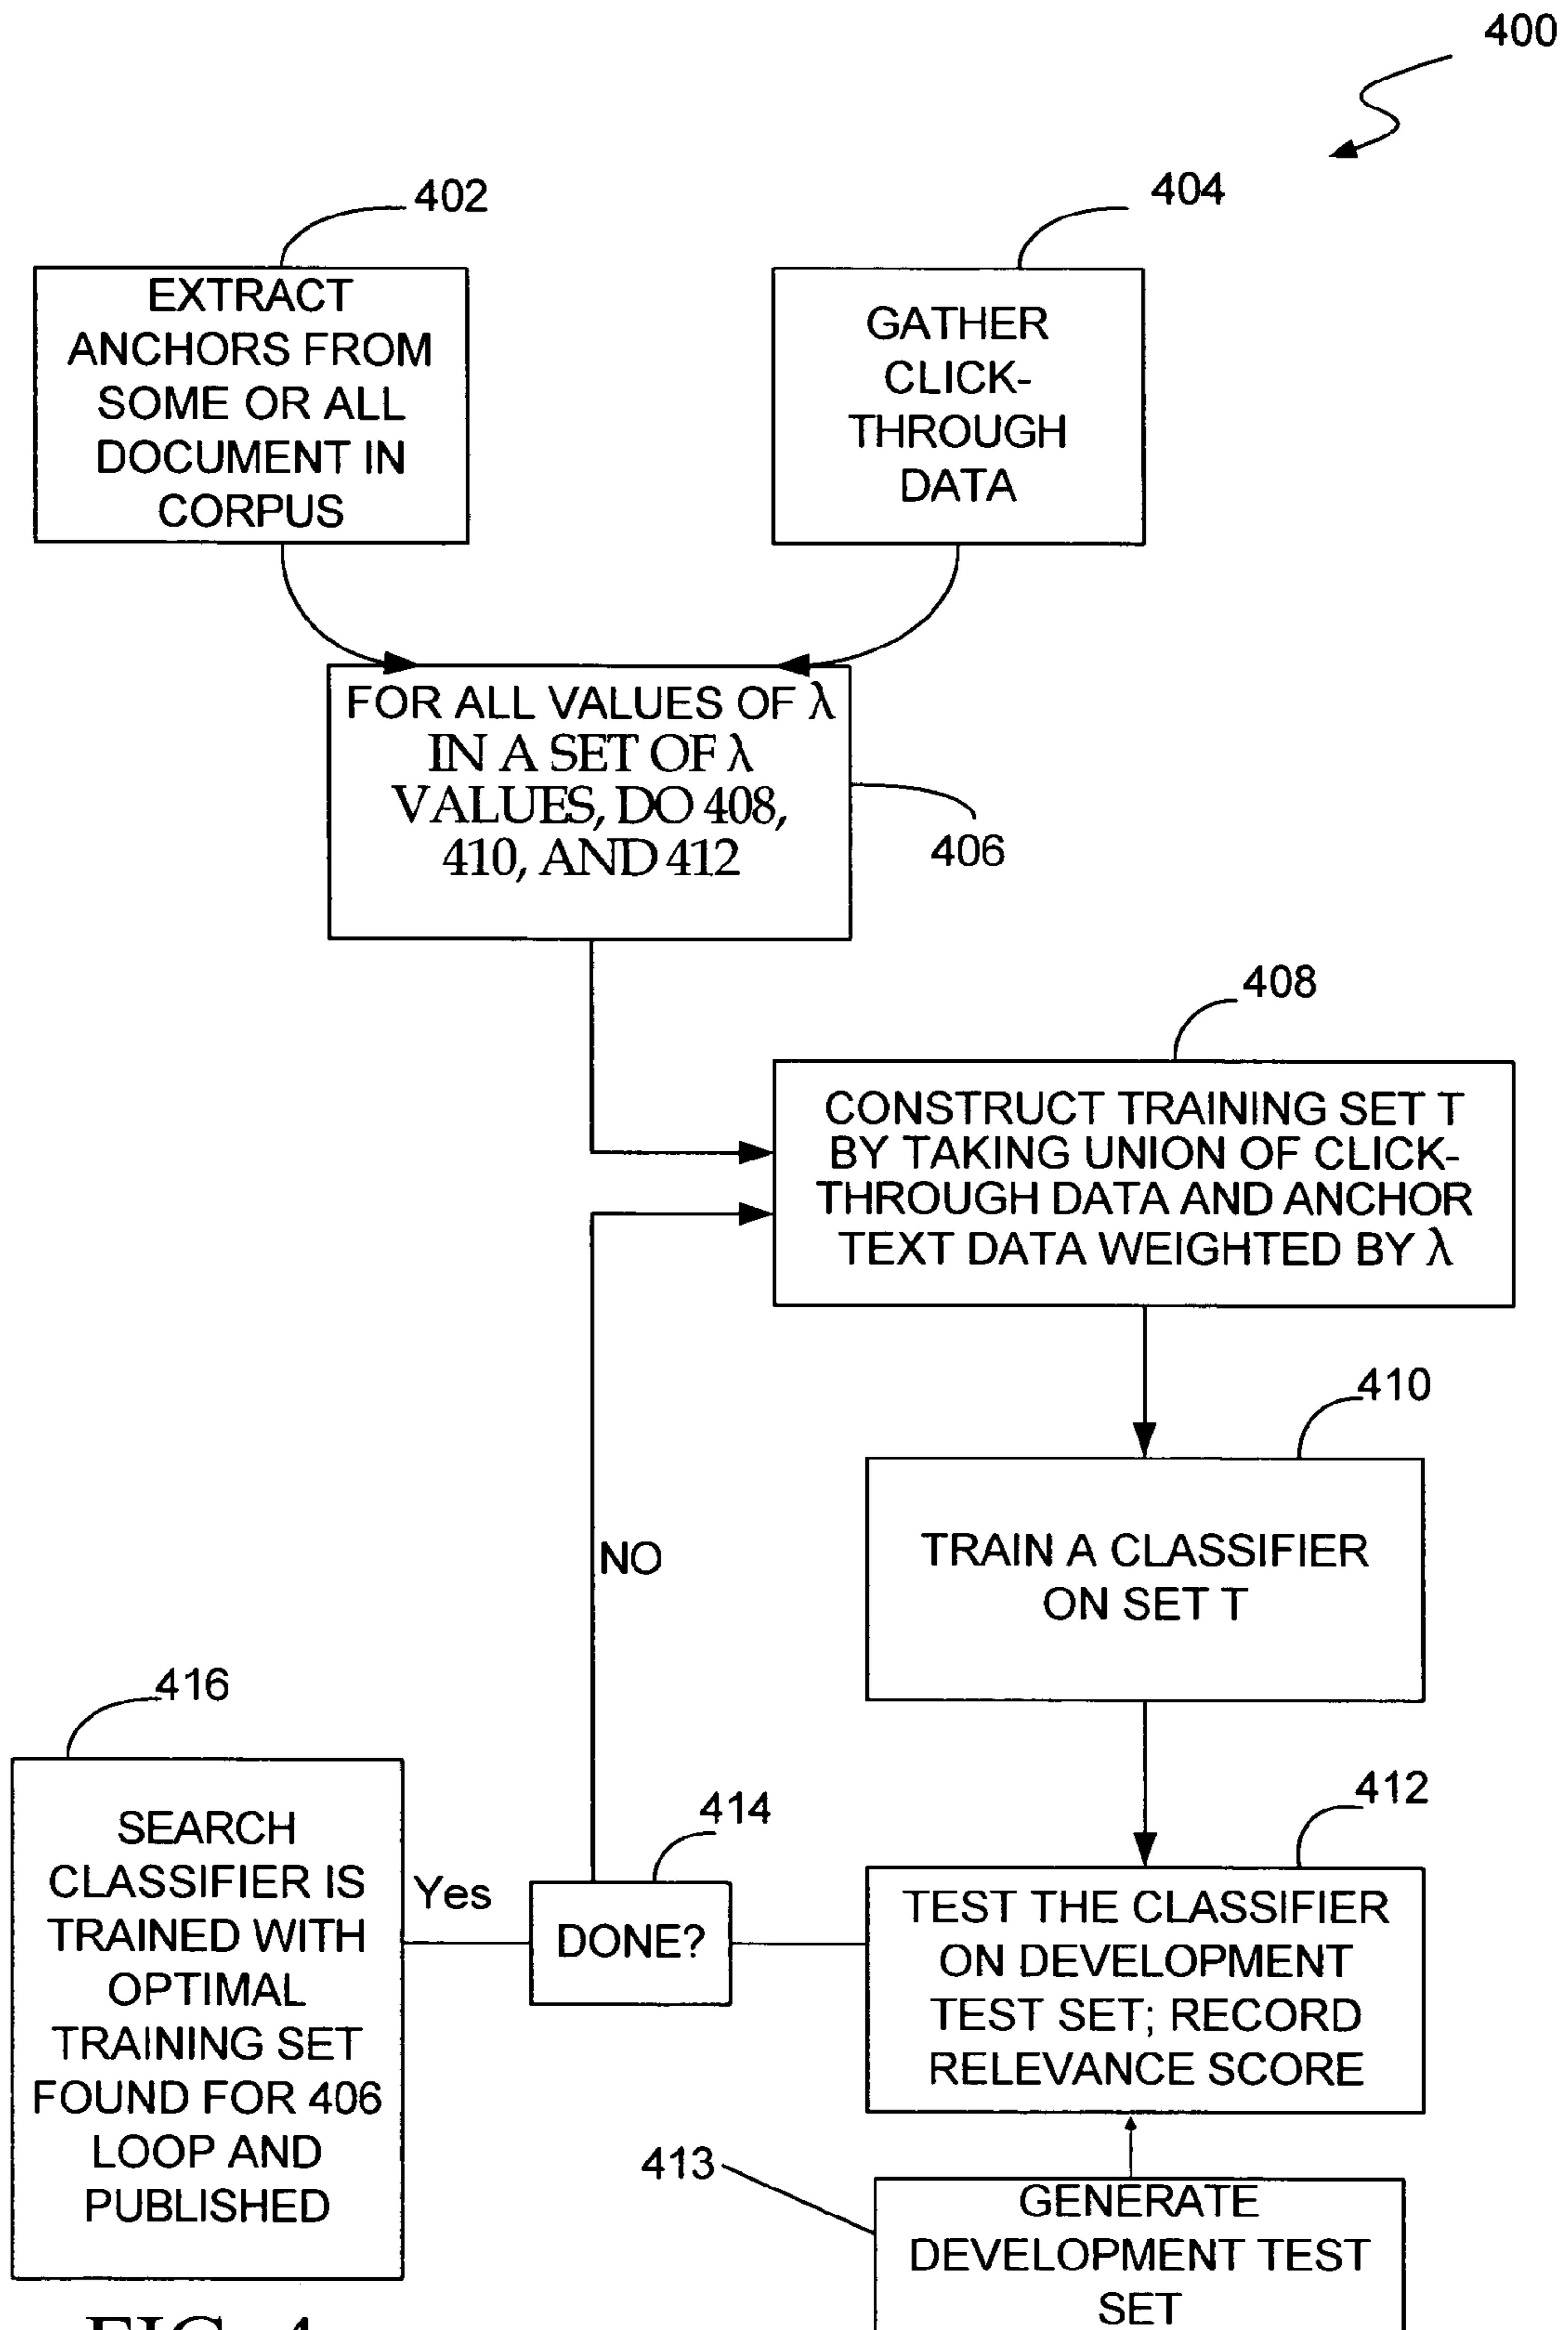 400
402
404
EXTRACT
ANCHORS FROM
SOME OR ALL
DOCUMENT IN
CORPUS
GATHER
CLICK-
THROUGH
DATA
FOR ALL VALUES OF λ
IN A SET OF λ
VALUES, DO 408,
410, AND 412
406
408
CONSTRUCT TRAINING SET T
BY TAKING UNION OF CLICK-
THROUGH DATA AND ANCHOR
TEXT DATA WEIGHTED BY λ
410
TRAIN A CLASSIFIER
ON SET T
NO
416
SEARCH
CLASSIFIER IS
TRAINED WITH
OPTIMAL
TRAINING SET
FOUND FOR 406
LOOP AND
PUBLISHED
Yes
414
DONE?
412
TEST THE CLASSIFIER
ON DEVELOPMENT
TEST SET; RECORD
RELEVANCE SCORE
413
GENERATE
DEVELOPMENT TEST
SET
FIG. 4